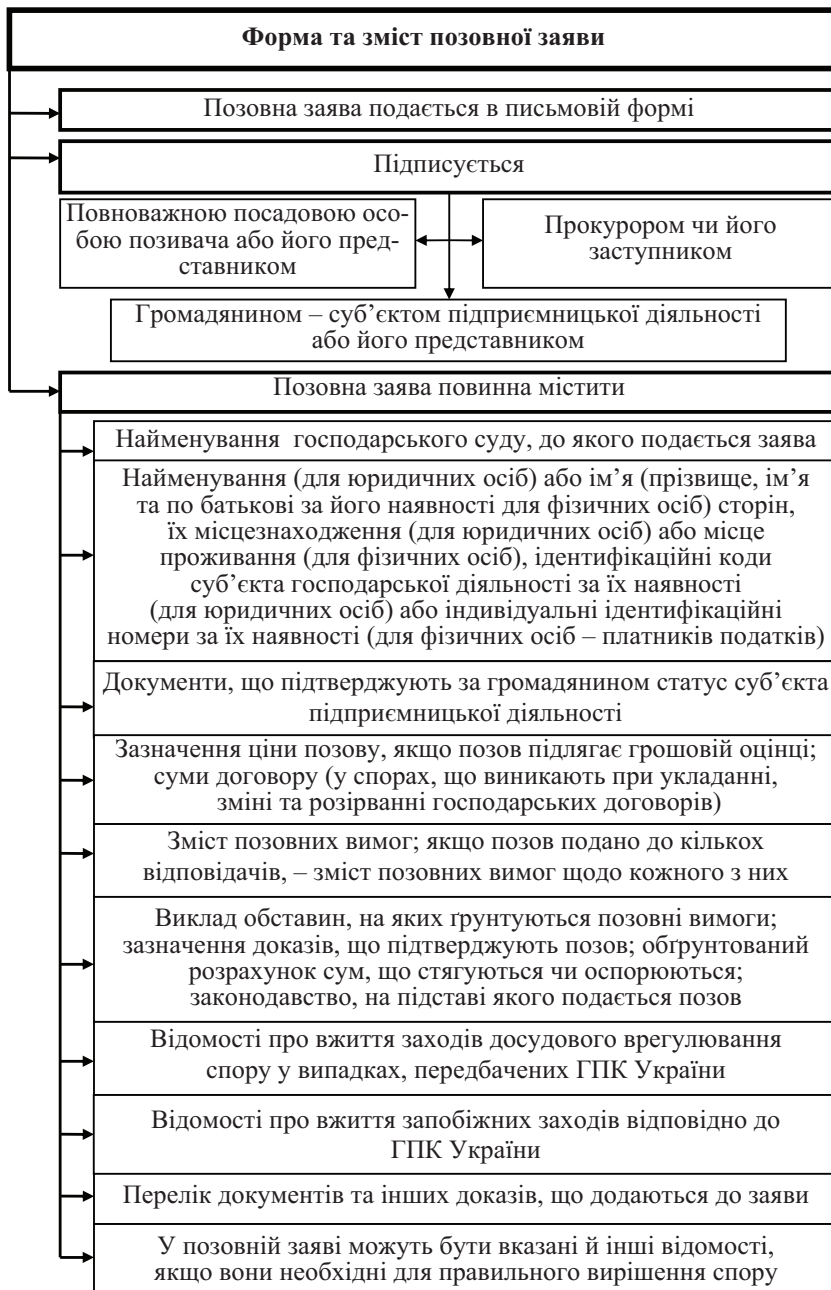 Форма та зміст позовної заяви
Позовна заява подається в письмовій формі
Підписується
Повноважною посадовою осо-
бою позивача або його пред-
ставником
Прокурором чи його
заступником
Громадянином – суб’єктом підприємницької діяльності
або його представником
Позовна заява повинна містити
Найменування господарського суду, до якого подається заява
Найменування (для юридичних осіб) або ім’я (прізвище, ім’я
та по батькові за його наявності для фізичних осіб) сторін,
їх місцезнаходження (для юридичних осіб) або місце
проживання (для фізичних осіб), ідентифікаційні коди
суб’єкта господарської діяльності за їх наявності
(для юридичних осіб) або індивідуальні ідентифікаційні
номери за їх наявності (для фізичних осіб – платників податків)
Документи, що підтверджують за громадянином статус суб’єкта
підприємницької діяльності
Зазначення ціни позову, якщо позов підлягає грошовій оцінці;
суми договору (у спорах, що виникають при укладанні,
зміні та розірванні господарських договорів)
Зміст позовних вимог; якщо позов подано до кількох
відповідачів, – зміст позовних вимог щодо кожного з них
Виклад обставин, на яких ґрунтуються позовні вимоги;
зазначення доказів, що підтверджують позов; обґрунтований
розрахунок сум, що стягуються чи оспорюються;
законодавство, на підставі якого подається позов
Відомості про вжиття заходів досудового врегулювання
спору у випадках, передбачених ГПК України
Відомості про вжиття запобіжних заходів відповідно до
ГПК України
Перелік документів та інших доказів, що додаються до заяви
У позовній заяві можуть бути вказані й інші відомості,
якщо вони необхідні для правильного вирішення спору